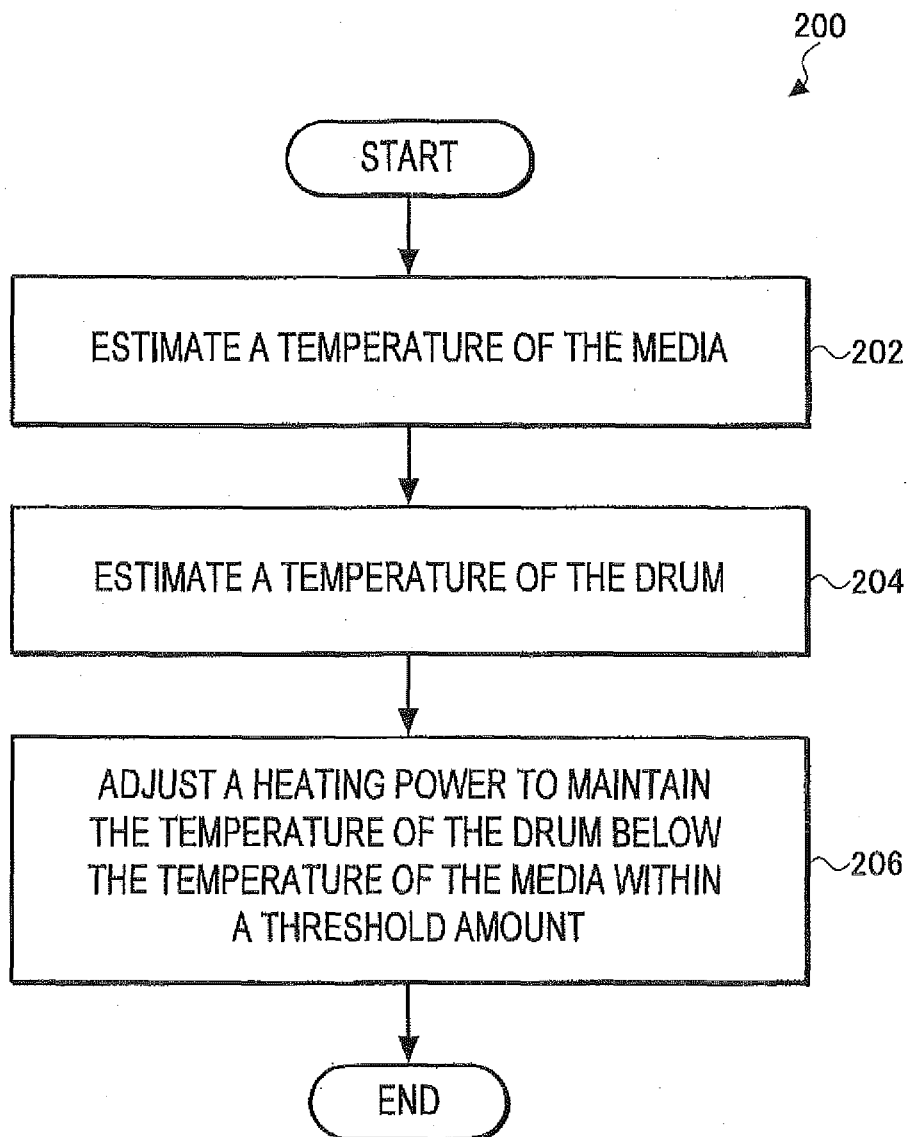 200
START
ESTIMATE A TEMPERATURE OF THE MEDIA
202
ESTIMATE A TEMPERATURE OF THE DRUM
204
ADJUST A HEATING POWER TO MAINTAIN
THE TEMPERATURE OF THE DRUM BELOW
THE TEMPERATURE OF THE MEDIA WITHIN
A THRESHOLD AMOUNT
206
END